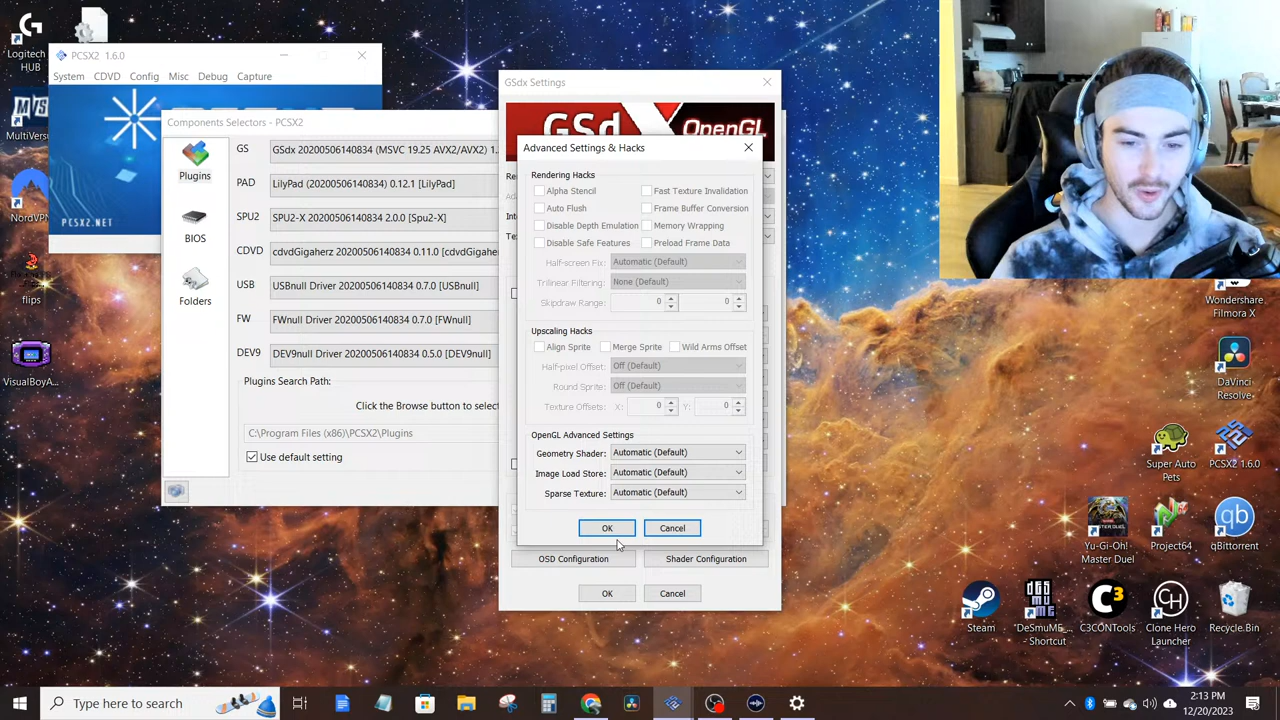 Logitech
HUB
MultiVersus
NordVPN
flips
VisualBoyA...
PCSX2 1.6.0
System CDVD Config Misc Debug Capture
PCSX2.NET
Components Selectors - PCSX2
Plugins
BIOS
Folders
GS GSdx 20200506140834 (MSVC 19.25 AVX2/AVX2) 1...
PAD LilyPad (20200506140834) 0.12.1 [LilyPad]
SPU2 SPU2-X 20200506140834 2.0.0 [Spu2-X]
CDVD cdvdGigaherz 20200506140834 0.11.0 [cdvdGigaherz
USB USBnull Driver 20200506140834 0.7.0 [USBnull]
FW FWnull Driver 20200506140834 0.7.0 [FWnull]
DEV9 DEV9null Driver 20200506140834 0.5.0 [DEV9null]
Plugins Search Path:
Click the Browse button to select
C:\Program Files (x86)\PCSX2\Plugins
Use default setting
GSdx Settings
GSd OpenGL
Advanced Settings & Hacks
Rendering Hacks
Alpha Stencil Fast Texture Invalidation
Auto Flush Frame Buffer Conversion
Disable Depth Emulation Memory Wrapping
Disable Safe Features Preload Frame Data
Half-screen Fix: Automatic (Default)
Trilinear Filtering: None (Default)
Skipdraw Range: 0 0
Upscaling Hacks
Align Sprite Merge Sprite Wild Arms Offset
Half-pixel Offset: Off (Default)
Round Sprite: Off (Default)
Texture Offsets: X: 0 Y: 0
OpenGL Advanced Settings
Geometry Shader: Automatic (Default)
Image Load Store: Automatic (Default)
Sparse Texture: Automatic (Default)
OK Cancel
OSD Configuration Shader Configuration
OK Cancel
Wondershare
Filmora X
DaVinci
Resolve
Super Auto
Pets
PCSX2 1.6.0
Yu-Gi-Oh!
Master Duel
Project64
qBittorrent
Steam
"DeSmuME_...
- Shortcut
C3CONTools
Clone Hero
Launcher
Recycle Bin
Type here to search
2:13 PM
12/20/2023